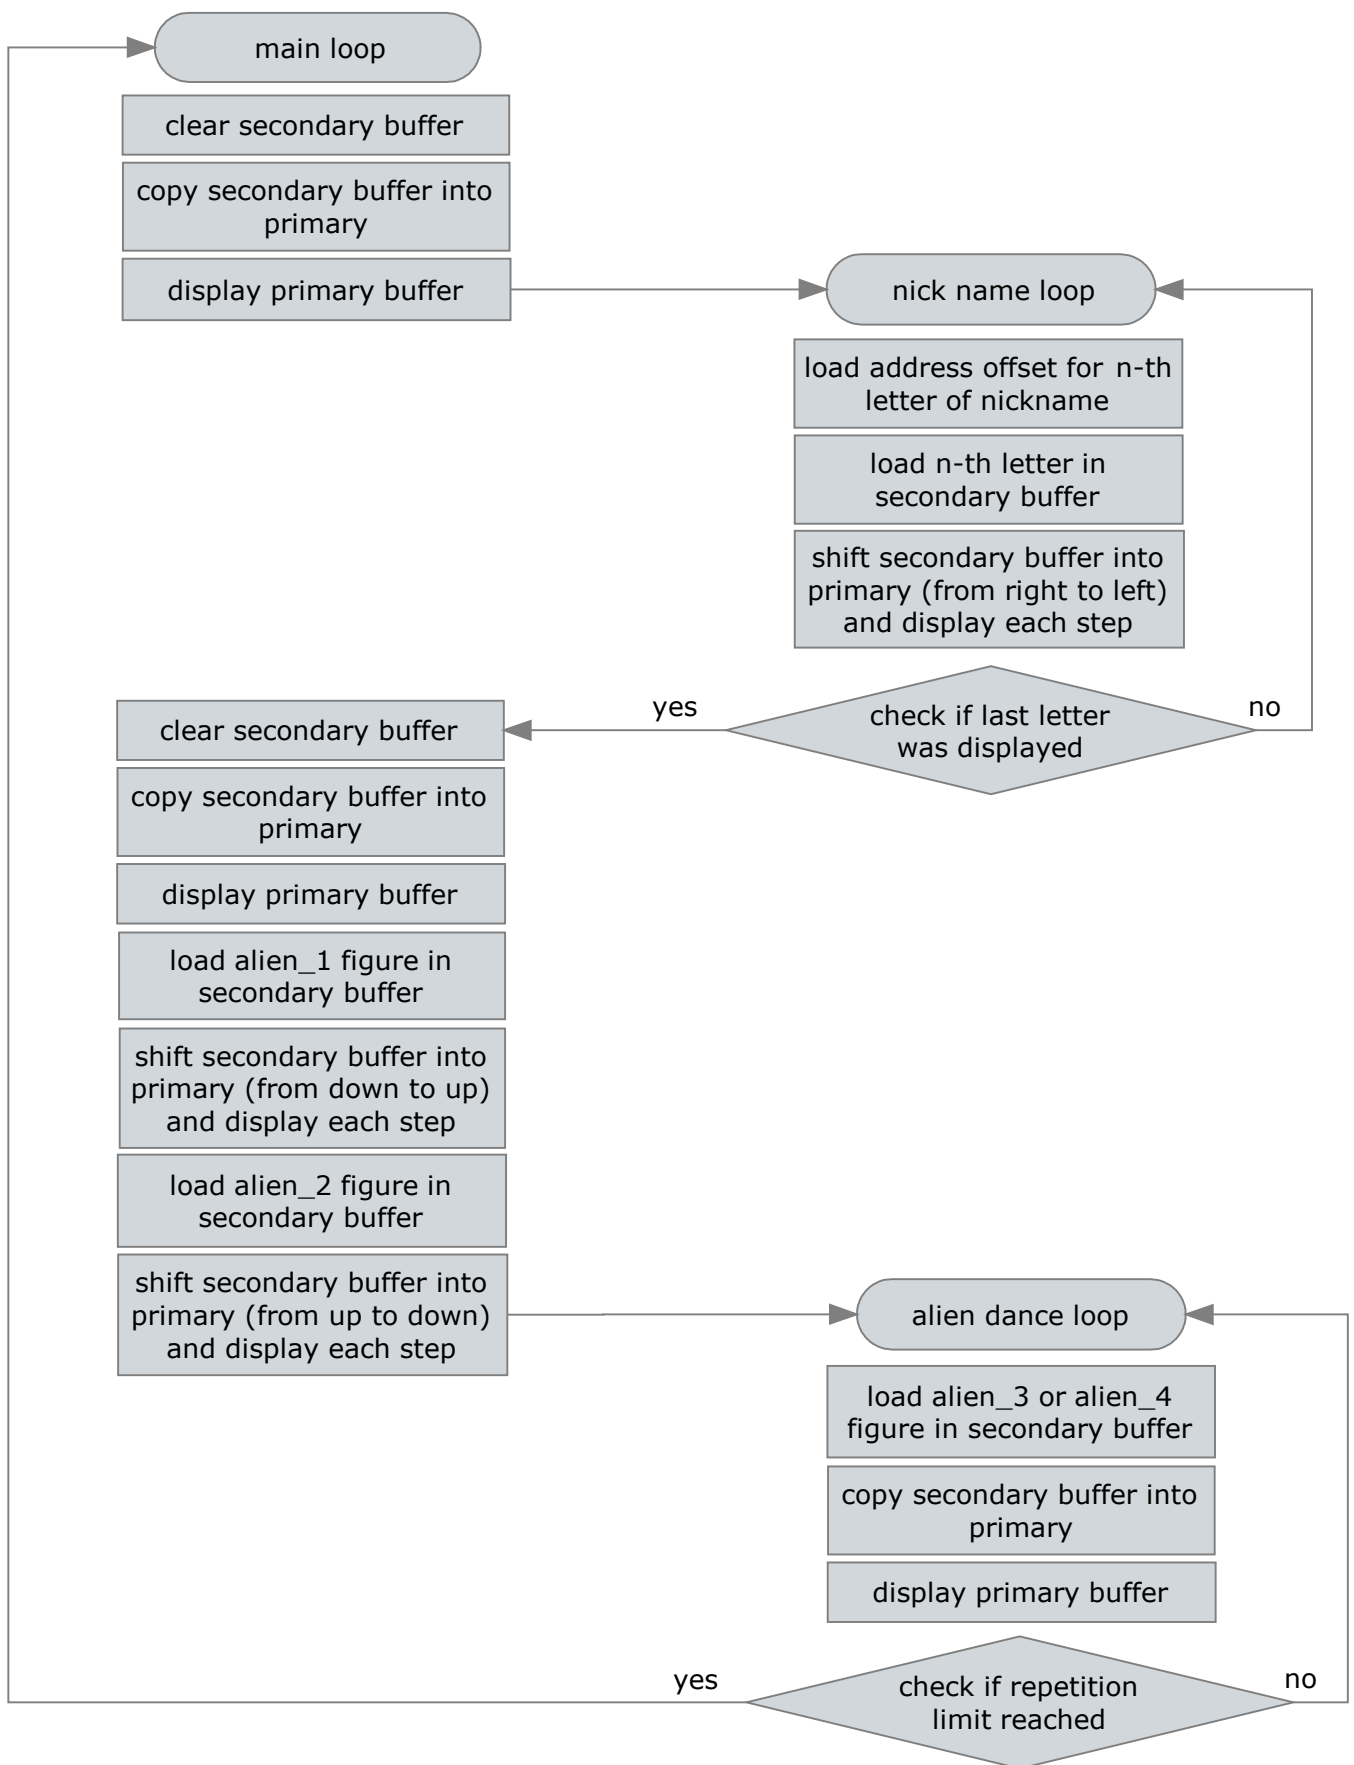 main loop
clear secondary buffer
copy secondary buffer into
primary
display primary buffer
nick name loop
load address offset for n-th
letter of nickname
load n-th letter in
secondary buffer
shift secondary buffer into
primary (from right to left)
and display each step
check if last letter
was displayed
yes
no
clear secondary buffer
copy secondary buffer into
primary
display primary buffer
load alien_1 figure in
secondary buffer
shift secondary buffer into
primary (from down to up)
and display each step
load alien_2 figure in
secondary buffer
shift secondary buffer into
primary (from up to down)
and display each step
alien dance loop
load alien_3 or alien_4
figure in secondary buffer
copy secondary buffer into
primary
display primary buffer
check if repetition
limit reached
yes
no